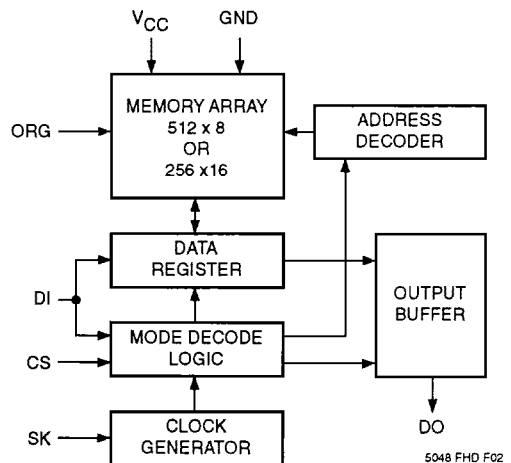 VCC
GND
ORG
MEMORY ARRAY
512 x 8
OR
256 x16
ADDRESS
DECODER
DATA
REGISTER
DI
OUTPUT
BUFFER
MODE DECODE
LOGIC
CS
CLOCK
GENERATOR
SK
DO
5048 FHD F02